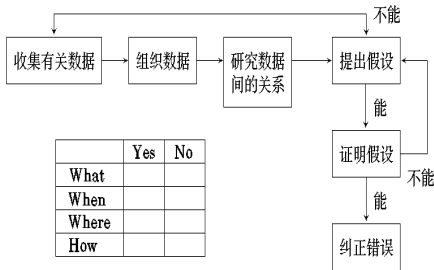 不能
收集有关数据
组织数据
研究数据
间的关系
提出假设
能
证明假设
不能
能
纠正错误
Yes No
What
When
Where
How